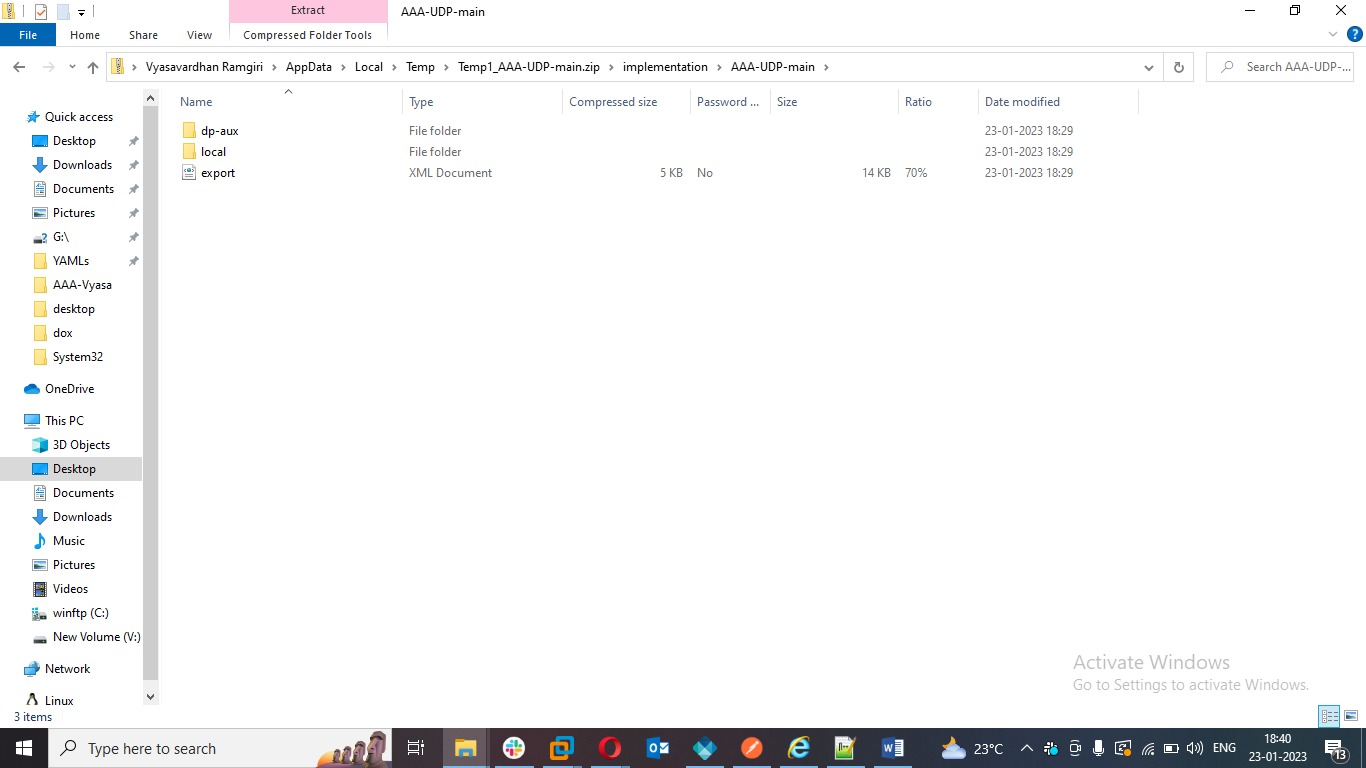 Extract
AAA-UDP-main
File
Home
Share
View
Compressed Folder Tools
Vyasavardhan Ramgiri
AppData
Local
Temp
Temp1_AAA-UDP-main.zip
implementation
AAA-UDP-main
Search AAA-UDP-...
Name
Type
Compressed size
Password ...
Size
Ratio
Date modified
dp-aux File folder 23-01-2023 18:29
local File folder 23-01-2023 18:29
export XML Document 5 KB No 14 KB 70% 23-01-2023 18:29
Quick access
Desktop
Downloads
Documents
Pictures
G:\
YAMLs
AAA-Vyasa
desktop
dox
System32
OneDrive
This PC
3D Objects
Desktop
Documents
Downloads
Music
Pictures
Videos
winftp (C:)
New Volume (V:)
Network
Linux
3 items
Activate Windows
Go to Settings to activate Windows.
Type here to search
23°C
ENG
18:40
23-01-2023
13